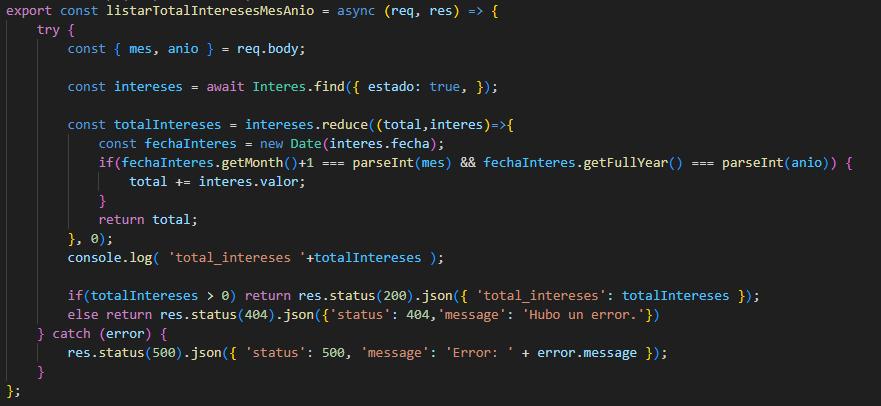 export const listarTotalInteresesMesAnio = async (req, res) => {
    try {
        const { mes, anio } = req.body;

        const intereses = await Interes.find({ estado: true, });

        const totalIntereses = intereses.reduce((total,interes)=>{
            const fechaInteres = new Date(interes.fecha);
            if(fechaInteres.getMonth()+1 === parseInt(mes) && fechaInteres.getFullYear() === parseInt(anio)) {
                total += interes.valor;
            }
            return total;
        }, 0);
        console.log( 'total_intereses '+totalIntereses );

        if(totalIntereses > 0) return res.status(200).json({ 'total_intereses': totalIntereses });
        else return res.status(404).json({'status': 404,'message': 'Hubo un error.'})
    } catch (error) {
        res.status(500).json({ 'status': 500, 'message': 'Error: ' + error.message });
    }
};